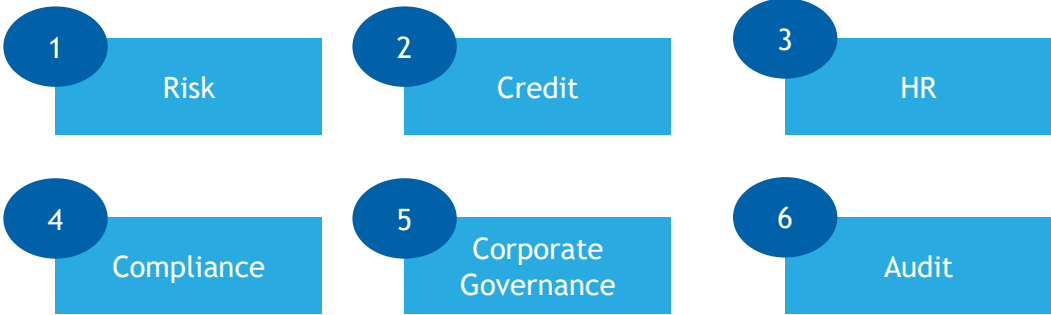 1
Risk
2
Credit
3
HR
4
Compliance
5
Corporate
Governance
6
Audit